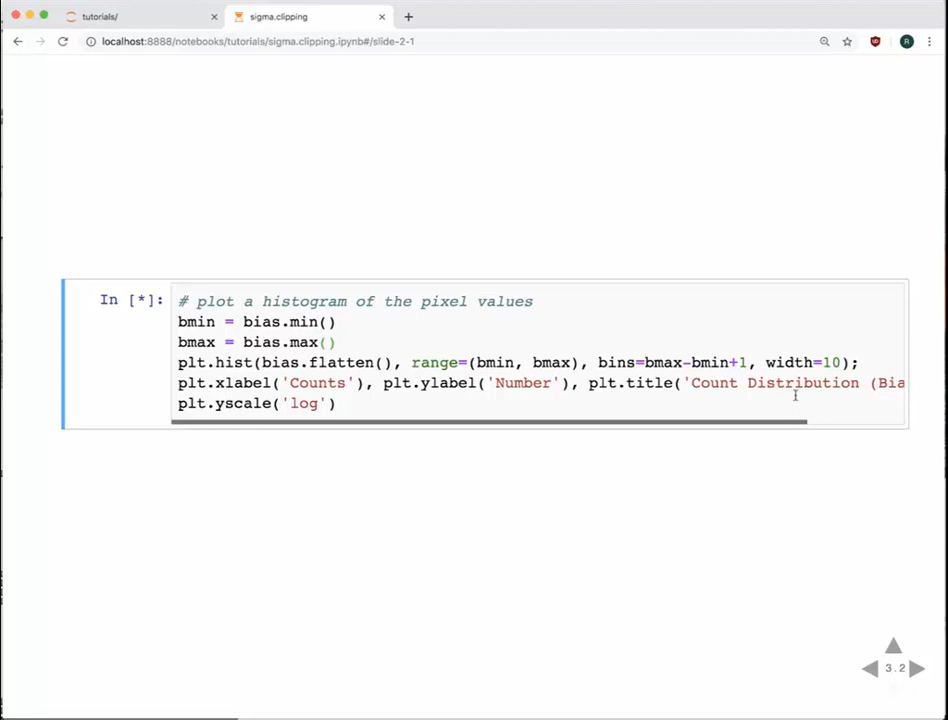 tutorials/
sigma.clipping
localhost:8888/notebooks/tutorials/sigma.clipping.ipynb#/slide-2-1
R
In [*]:
# plot a histogram of the pixel values
bmin = bias.min()
bmax = bias.max()
plt.hist(bias.flatten(), range=(bmin, bmax), bins=bmax-bmin+1, width=10);
plt.xlabel('Counts'), plt.ylabel('Number'), plt.title('Count Distribution (Bia
plt.yscale('log')
3.2